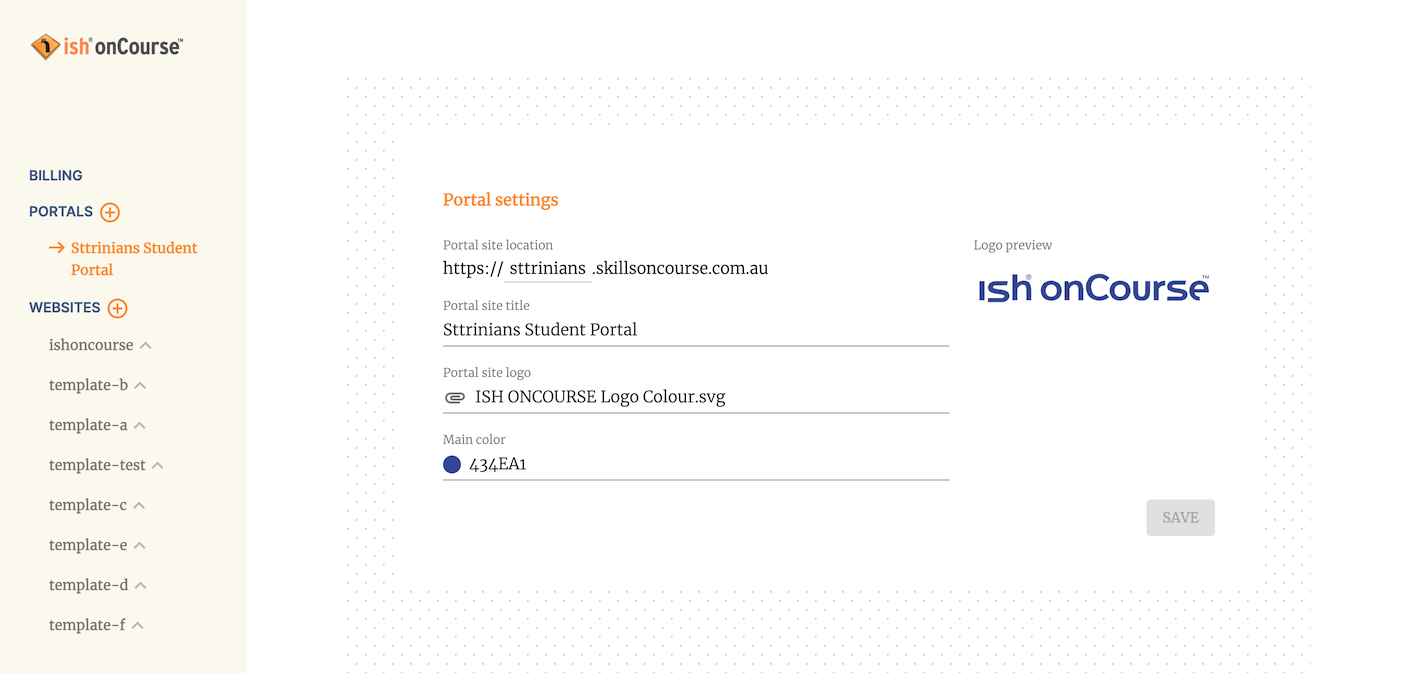 ish® onCourse™
BILLING
PORTALS
Sttrinians Student
Portal
WEBSITES
ishoncourse
template-b
template-a
template-test
template-c
template-e
template-d
template-f
Portal settings
Portal site location
https:// sttrinians .skillsoncourse.com.au
Portal site title
Sttrinians Student Portal
Portal site logo
ISH ONCOURSE Logo Colour.svg
Main color
434EA1
Logo preview
ish® onCourse™
SAVE